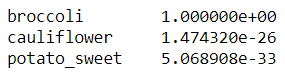 broccoli 1.000000e+00
cauliflower 1.474320e-26
potato_sweet 5.068908e-33